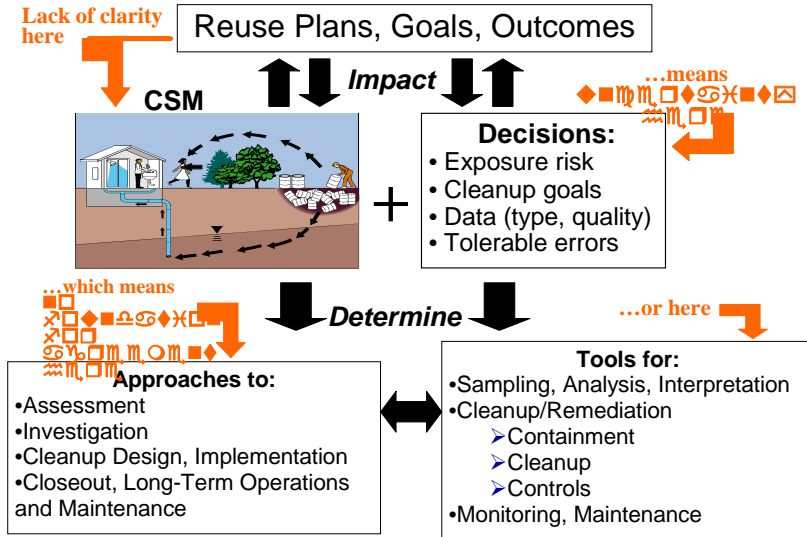 Lack of clarity
here
Reuse Plans, Goals, Outcomes
Impact
…means
CSM
Decisions:
• Exposure risk
• Cleanup goals
• Data (type, quality)
• Tolerable errors
+
…which means
Determine
…or here
Approaches to:
•Assessment
•Investigation
•Cleanup Design, Implementation
•Closeout, Long-Term Operations
and Maintenance
Tools for:
•Sampling, Analysis, Interpretation
•Cleanup/Remediation
➢Containment
➢Cleanup
➢Controls
•Monitoring, Maintenance